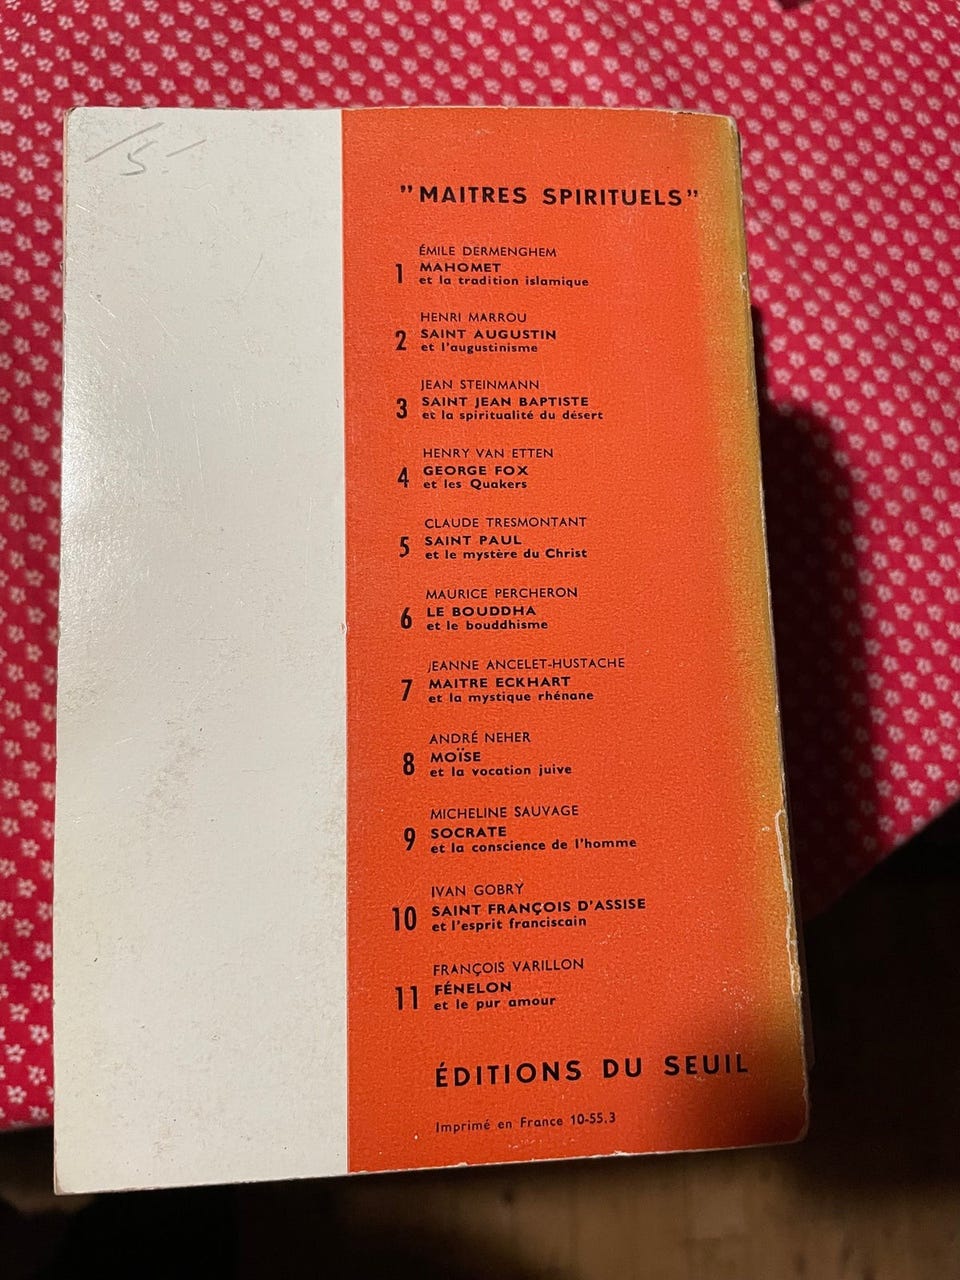 /5.-
"MAITRES SPIRITUELS"
ÉMILE DERMENGHEM
1 MAHOMET
et la tradition islamique
HENRI MARROU
2 SAINT AUGUSTIN
et l'augustinisme
JEAN STEINMANN
3 SAINT JEAN BAPTISTE
et la spiritualité du désert
HENRY VAN ETTEN
4 GEORGE FOX
et les Quakers
CLAUDE TRESMONTANT
5 SAINT PAUL
et le mystère du Christ
MAURICE PERCHERON
6 LE BOUDDHA
et le bouddhisme
JEANNE ANCELET-HUSTACHE
7 MAITRE ECKHART
et la mystique rhénane
ANDRÉ NEHER
8 MOÏSE
et la vocation juive
MICHELINE SAUVAGE
9 SOCRATE
et la conscience de l'homme
IVAN GOBRY
10 SAINT FRANÇOIS D'ASSISE
et l'esprit franciscain
FRANÇOIS VARILLON
11 FÉNELON
et le pur amour
ÉDITIONS DU SEUIL
Imprimé en France 10-55.3